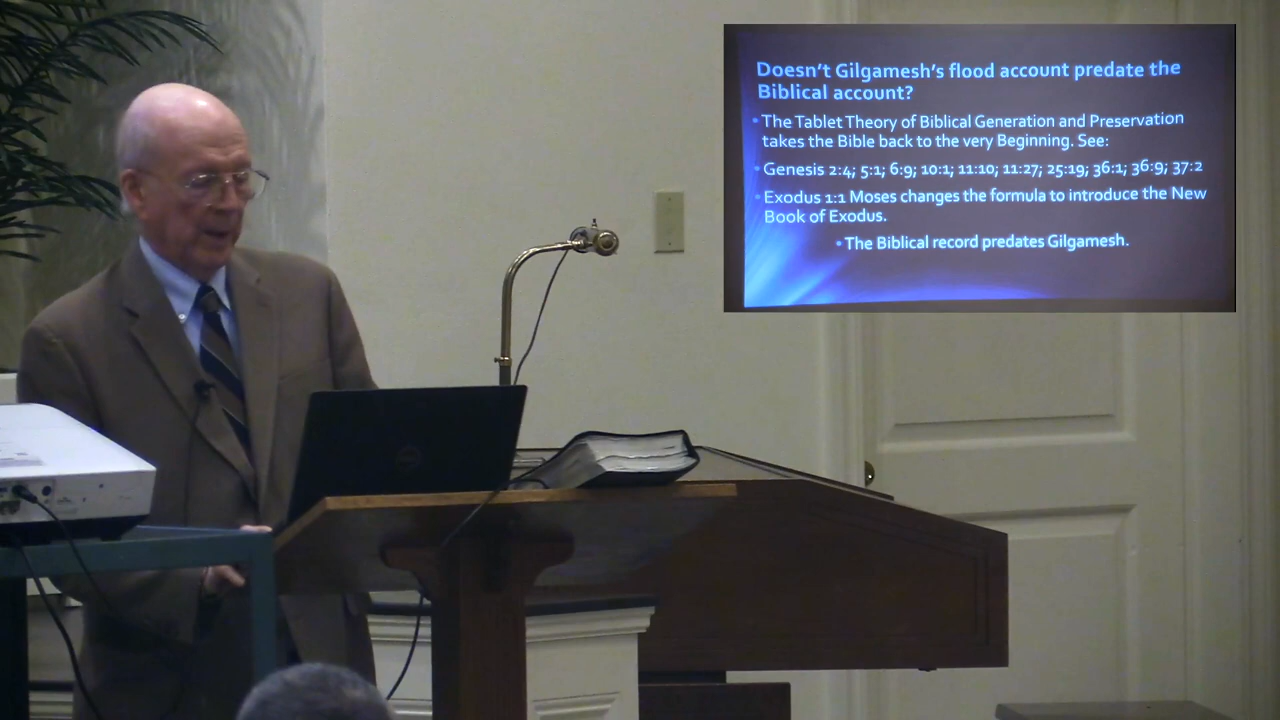 Doesn't Gilgamesh's flood account predate the
Biblical account?
• The Tablet Theory of Biblical Generation and Preservation
takes the Bible back to the very Beginning. See:
• Genesis 2:4; 5:1; 6:9; 10:1; 11:10; 11:27; 25:19; 36:1; 36:9; 37:2
• Exodus 1:1 Moses changes the formula to introduce the New
Book of Exodus.
• The Biblical record predates Gilgamesh.